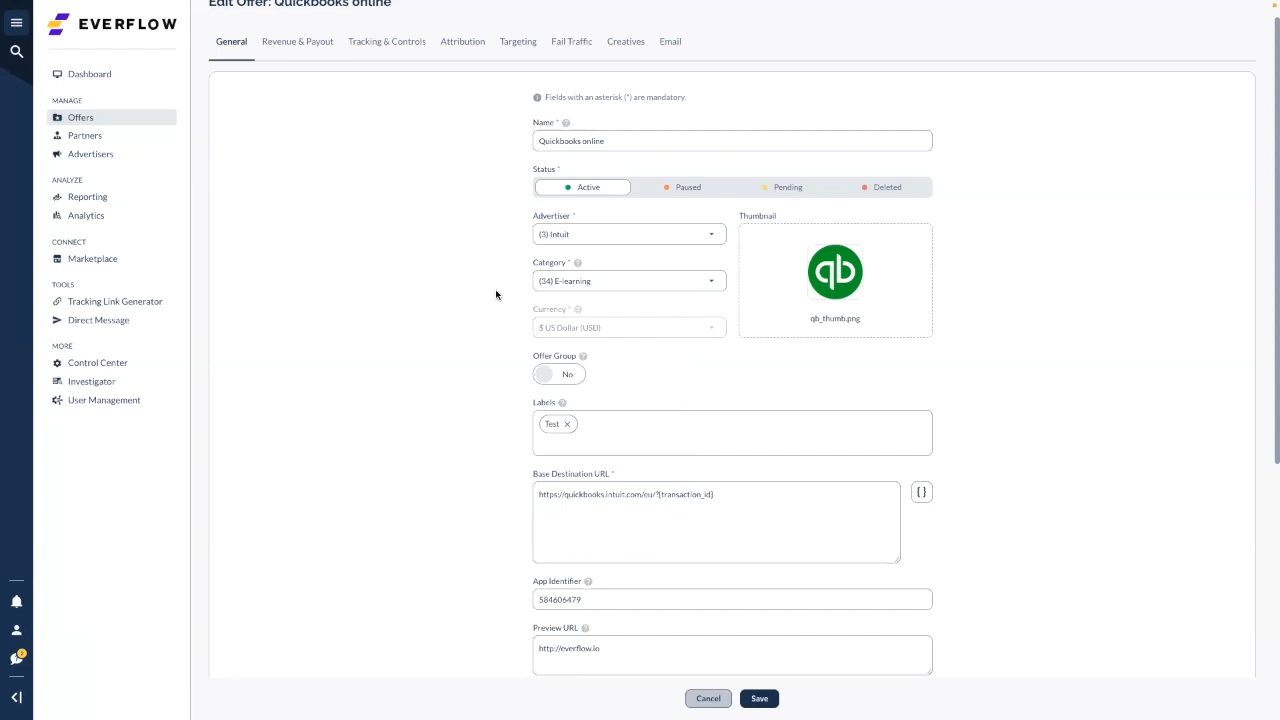 Edit Offer: Quickbooks online
EVERFLOW
General
Revenue & Payout
Tracking & Controls
Attribution
Targeting
Fail Traffic
Creatives
Email
Dashboard
MANAGE
Offers
Partners
Advertisers
ANALYZE
Reporting
Analytics
CONNECT
Marketplace
TOOLS
Tracking Link Generator
Direct Message
MORE
Control Center
Investigator
User Management
Fields with an asterisk (*) are mandatory.
Name *
Quickbooks online
Status *
Active
Paused
Pending
Deleted
Advertiser *
(3) Intuit
Thumbnail
qb
qb_thumb.png
Category *
(34) E-learning
Currency *
$ US Dollar (USD)
Offer Group
No
Labels
Test
Base Destination URL *
https://quickbooks.intuit.com/eu/?{transaction_id}
{ }
App Identifier
584606479
Preview URL
http://everflow.io
Cancel
Save